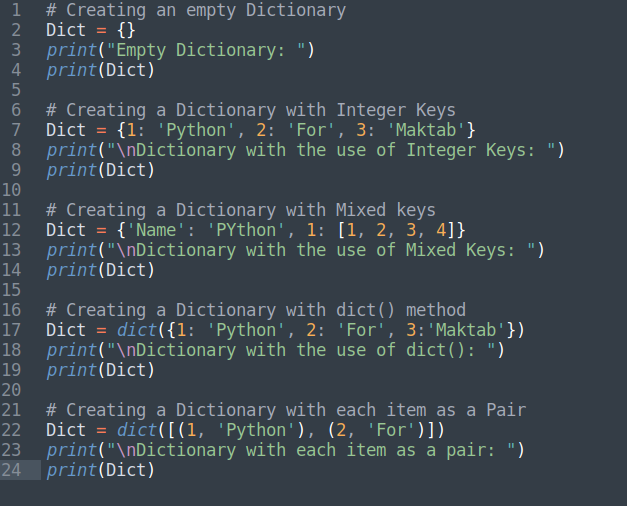 1 # Creating an empty Dictionary
2 Dict = {}
3 print("Empty Dictionary: ")
4 print(Dict)
5
6 # Creating a Dictionary with Integer Keys
7 Dict = {1: 'Python', 2: 'For', 3: 'Maktab'}
8 print("\nDictionary with the use of Integer Keys: ")
9 print(Dict)
10
11 # Creating a Dictionary with Mixed keys
12 Dict = {'Name': 'PYthon', 1: [1, 2, 3, 4]}
13 print("\nDictionary with the use of Mixed Keys: ")
14 print(Dict)
15
16 # Creating a Dictionary with dict() method
17 Dict = dict({1: 'Python', 2: 'For', 3:'Maktab'})
18 print("\nDictionary with the use of dict(): ")
19 print(Dict)
20
21 # Creating a Dictionary with each item as a Pair
22 Dict = dict([(1, 'Python'), (2, 'For')])
23 print("\nDictionary with each item as a pair: ")
24 print(Dict)